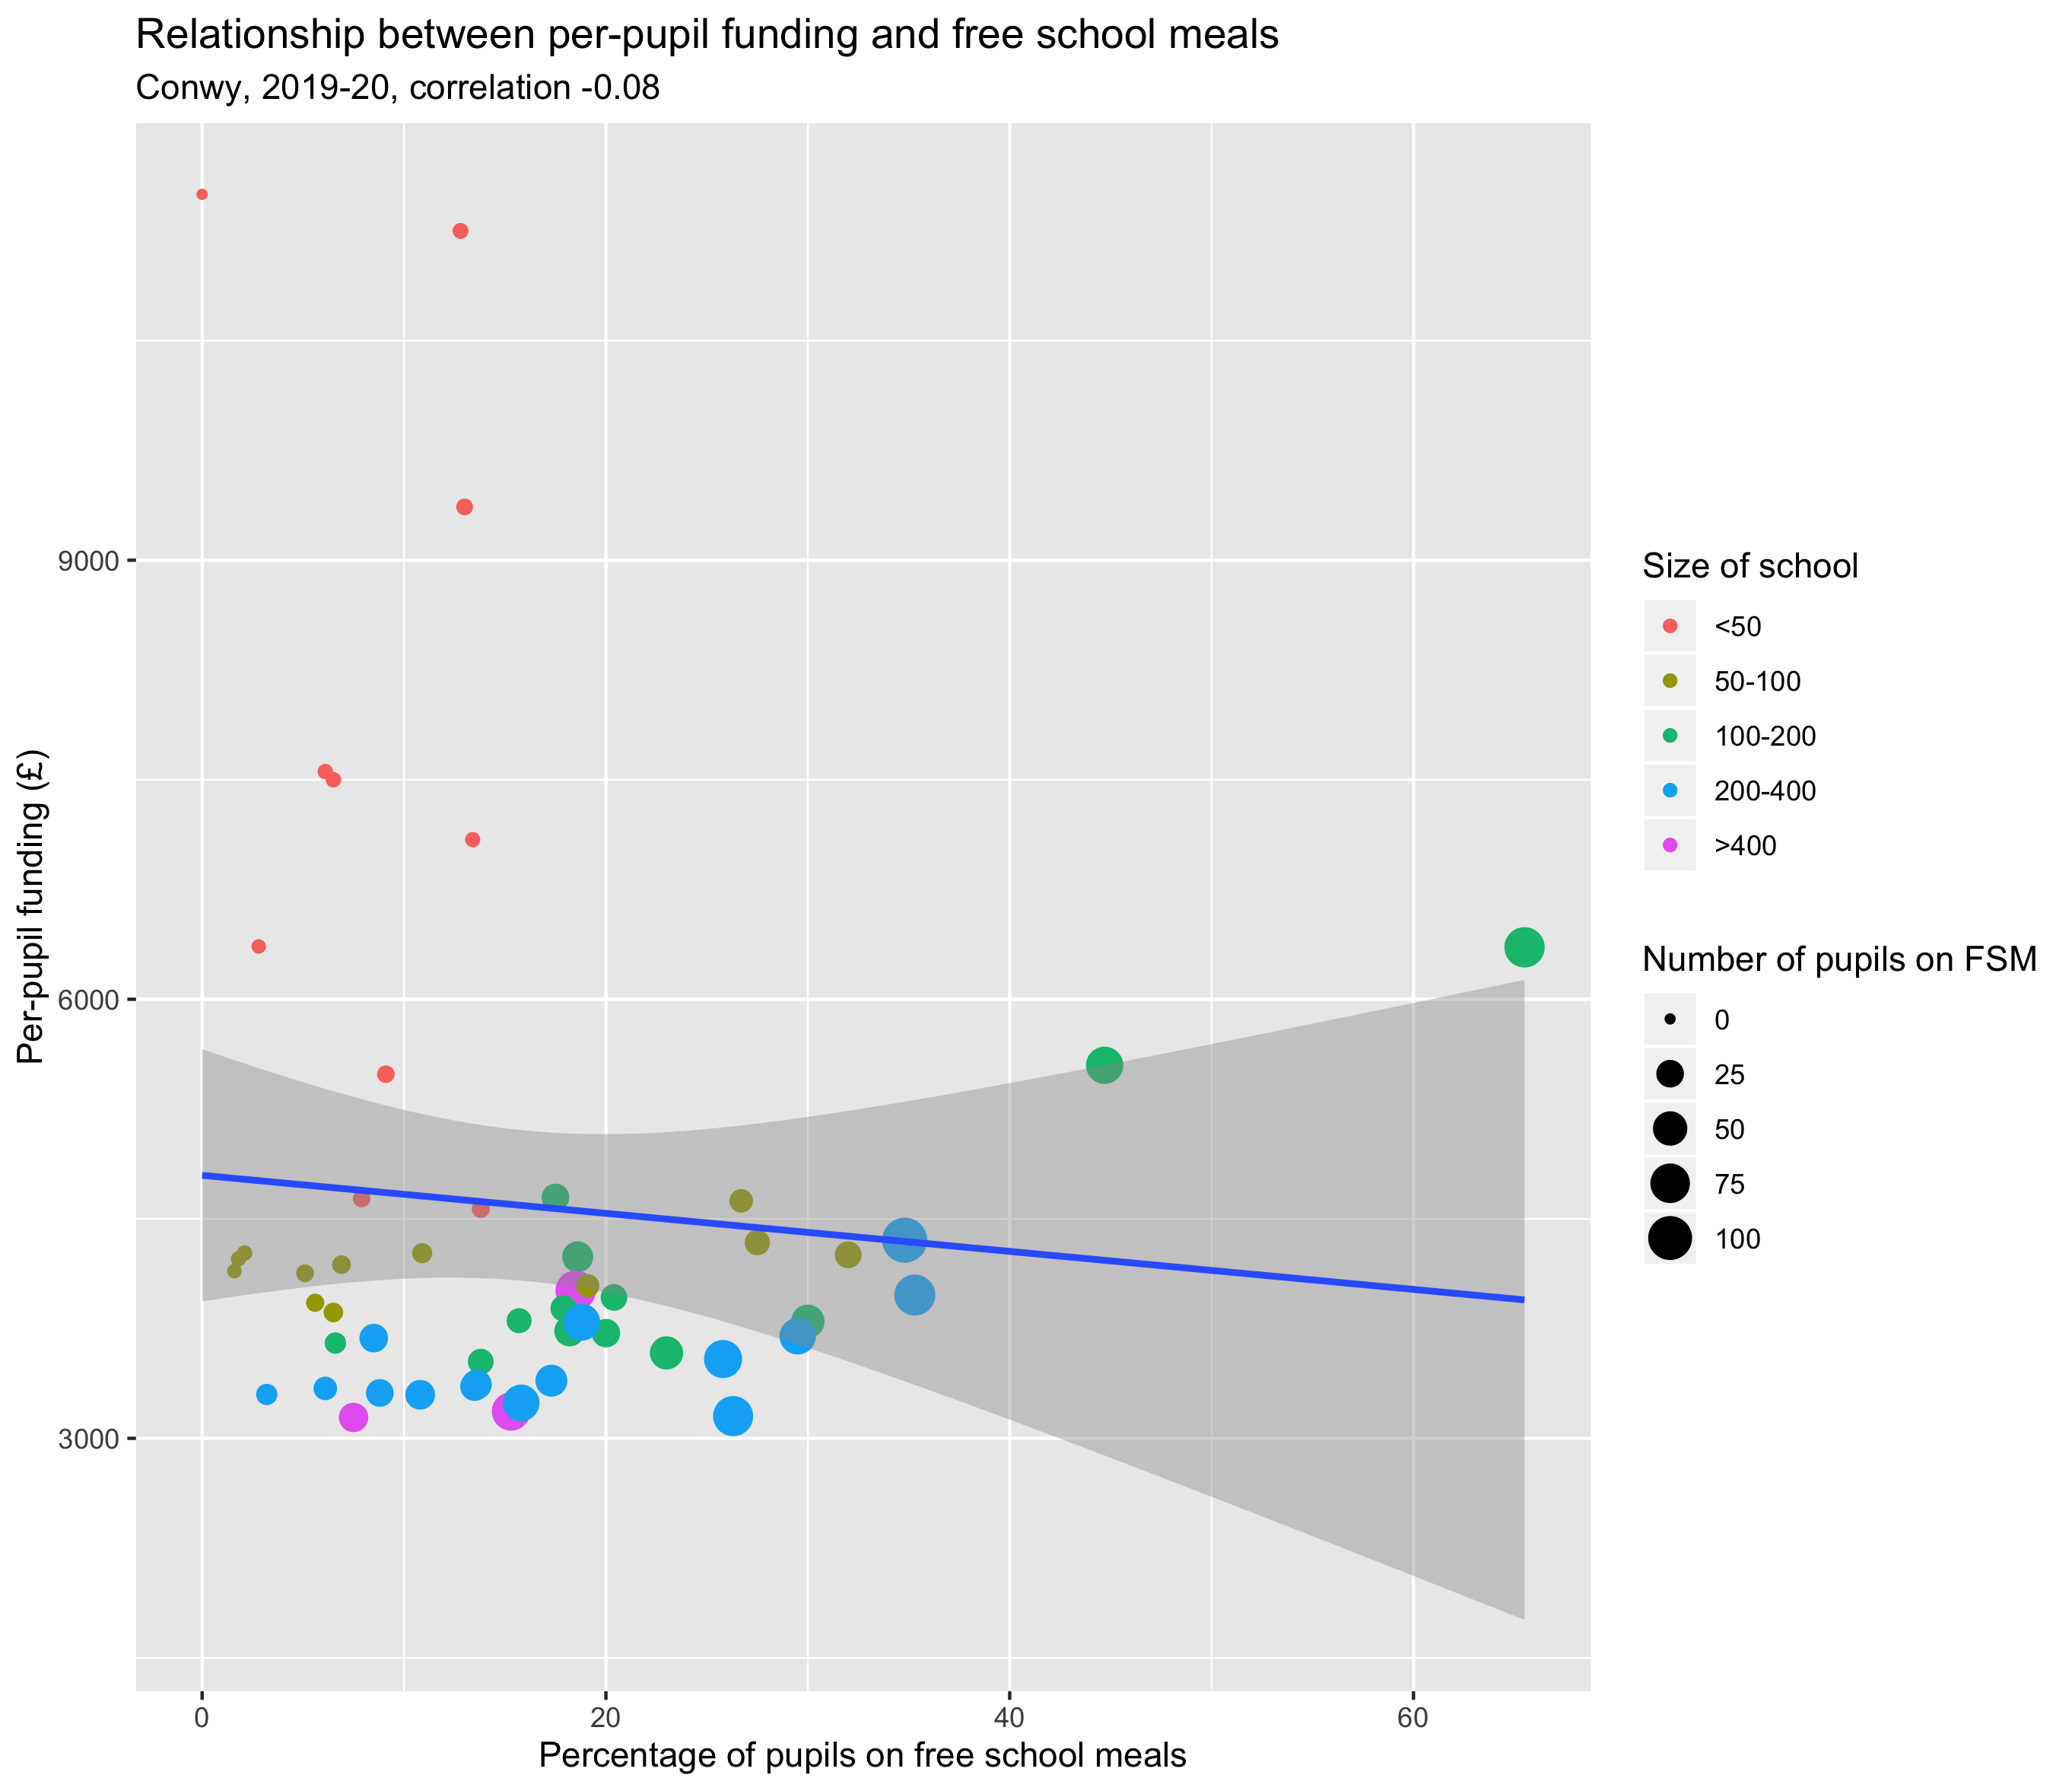 Relationship between per-pupil funding and free school meals
Conwy, 2019-20, correlation -0.08
Per-pupil funding (£)
9000
6000
3000
0
20
40
60
Percentage of pupils on free school meals
Size of school
<50
50-100
100-200
200-400
>400
Number of pupils on FSM
0
25
50
75
100